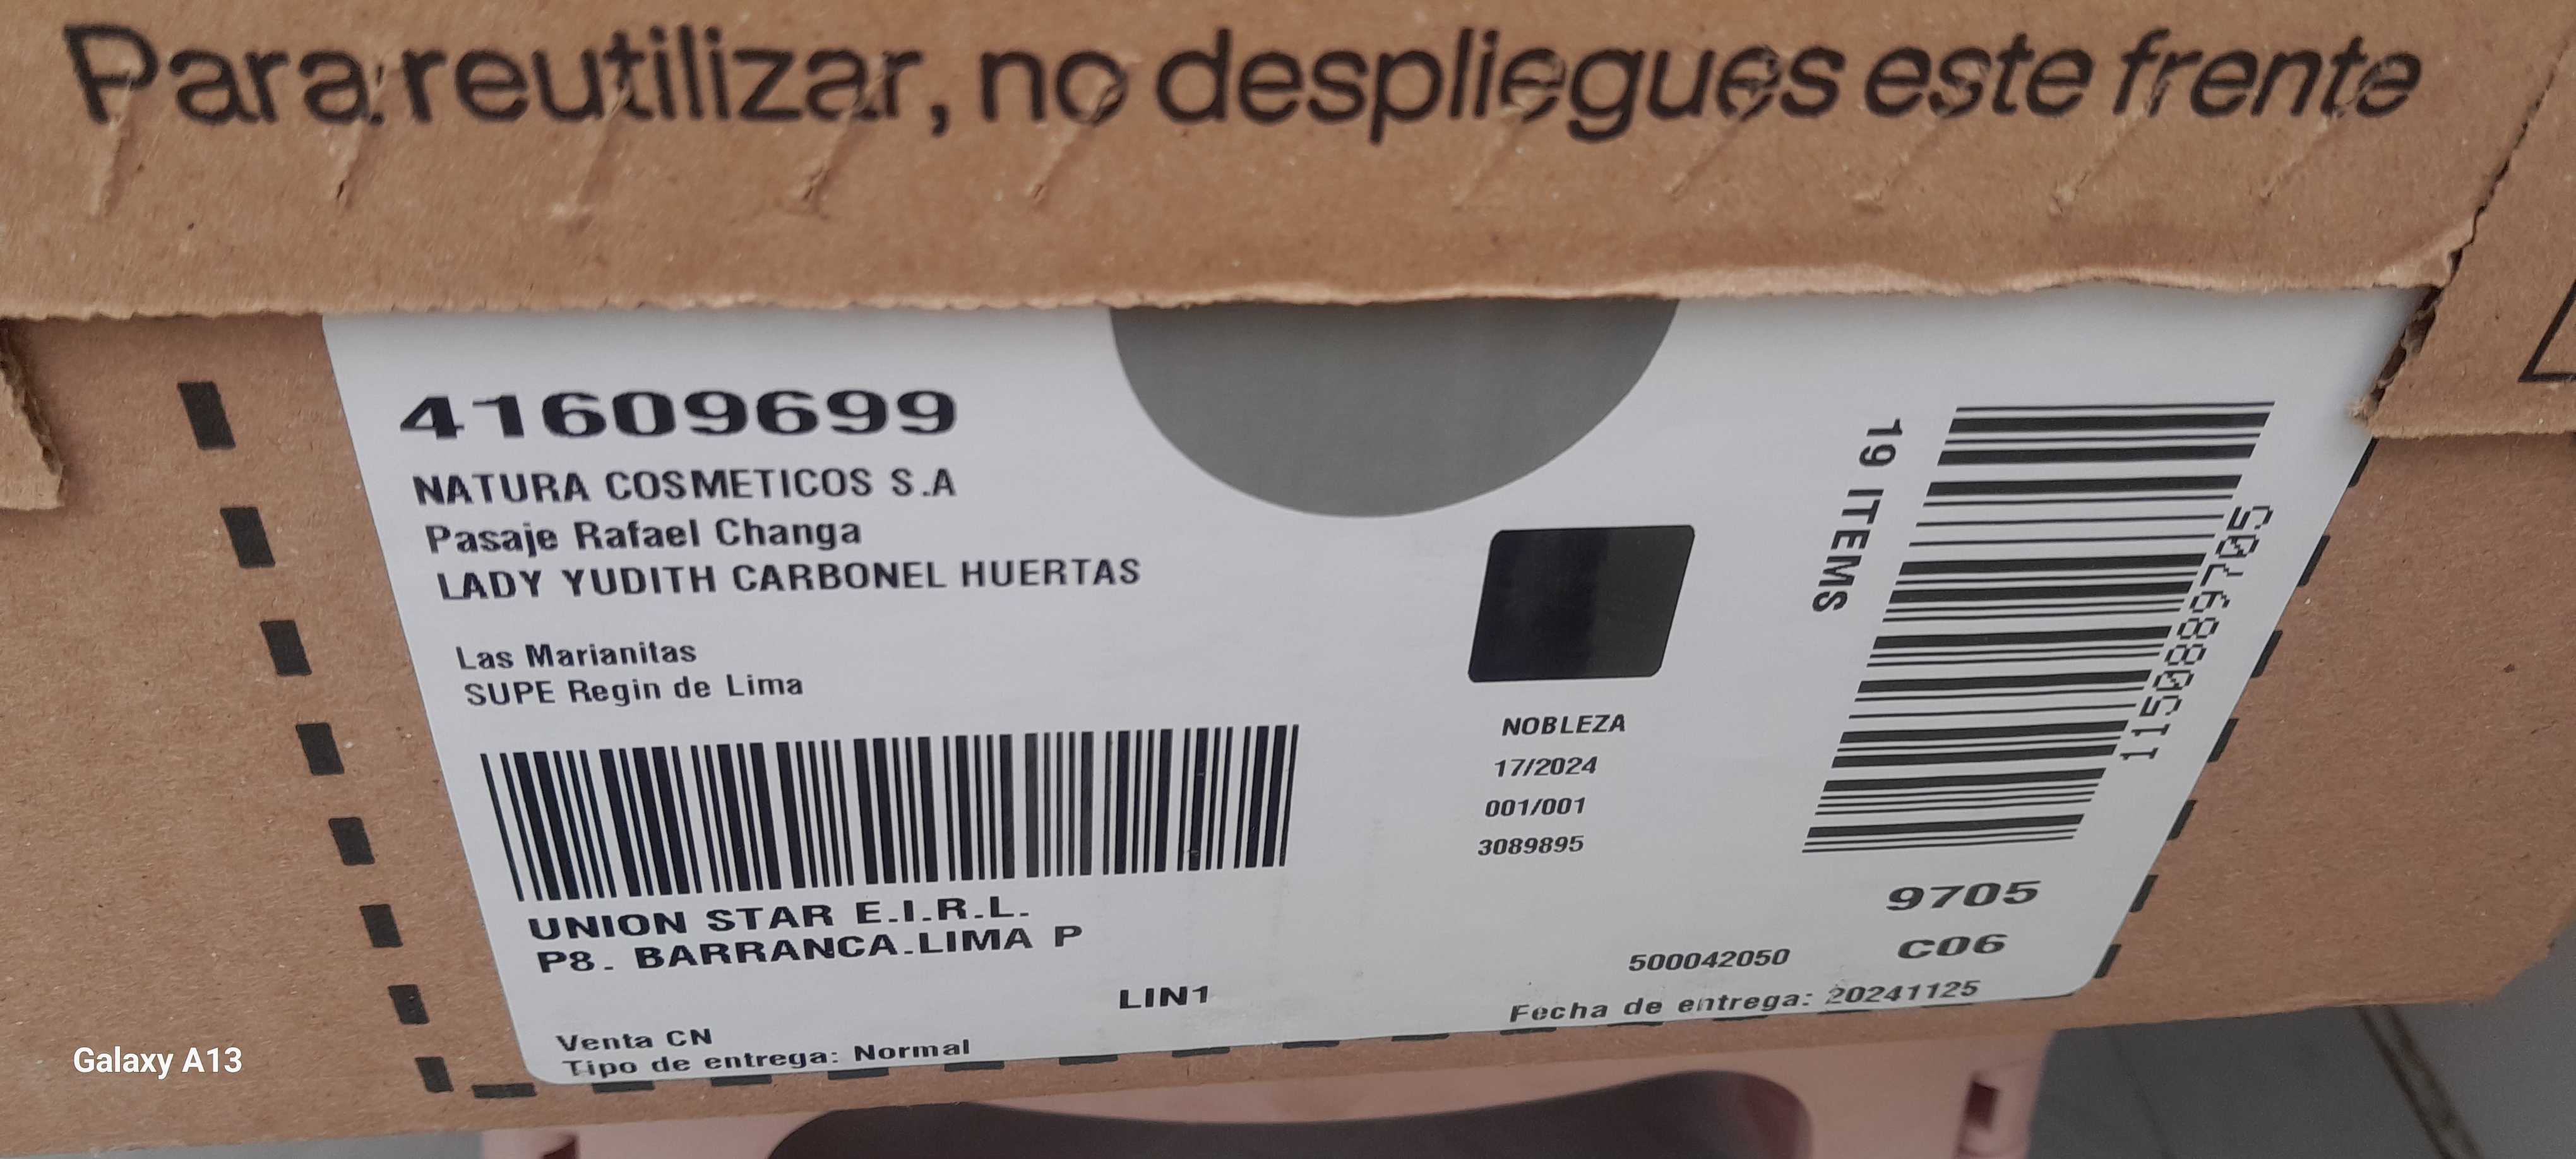 Para reutilizar, no despliegues este frente
41609699
NATURA COSMETICOS S.A
Pasaje Rafael Changa
LADY YUDITH CARBONEL HUERTAS
Las Marianitas
SUPE Regin de Lima
UNION STAR E.I.R.L.
P8. BARRANCA.LIMA P
LIN1
Venta CN
Tipo de entrega: Normal
NOBLEZA
17/2024
001/001
3089895
19 ITEMS
1150889705
9705
C06
500042050
Fecha de entrega: 20241125
Galaxy A13